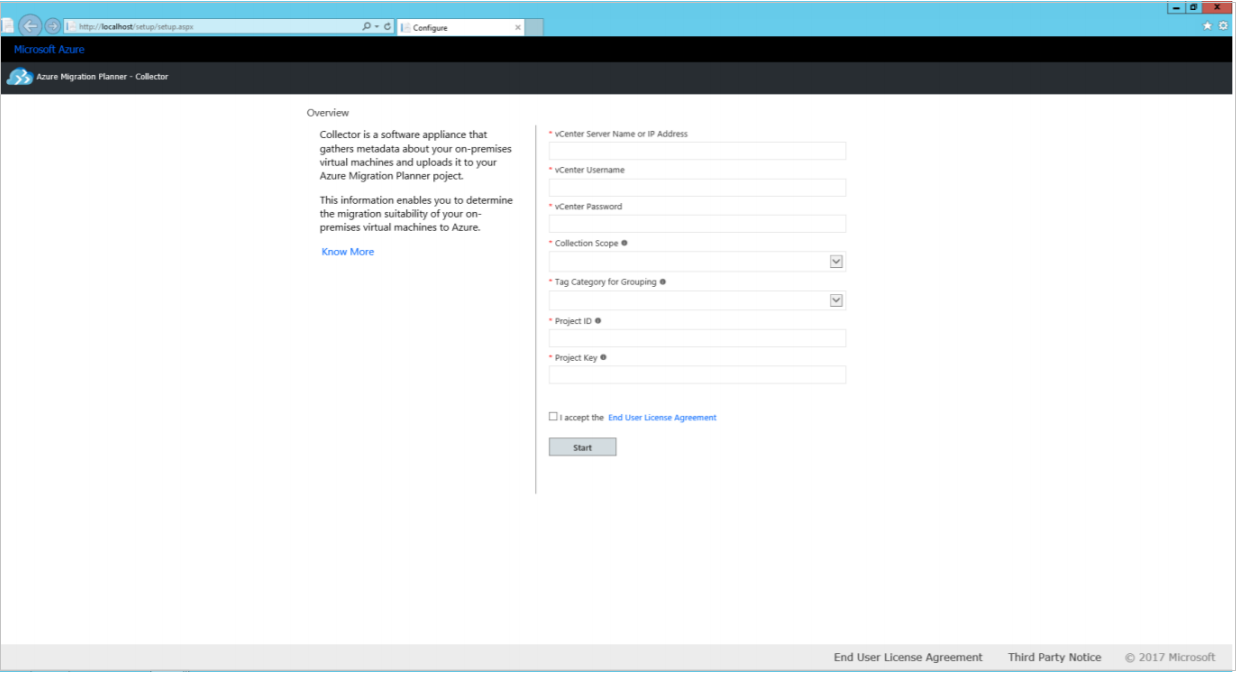 http://localhost/setup/setup.aspx
Configure
Microsoft Azure
Azure Migration Planner - Collector
Overview
Collector is a software appliance that
gathers metadata about your on-premises
virtual machines and uploads it to your
Azure Migration Planner poject.
This information enables you to determine
the migration suitability of your on-
premises virtual machines to Azure.
Know More
* vCenter Server Name or IP Address
* vCenter Username
* vCenter Password
* Collection Scope
* Tag Category for Grouping
* Project ID
* Project Key
I accept the End User License Agreement
Start
End User License Agreement Third Party Notice © 2017 Microsoft